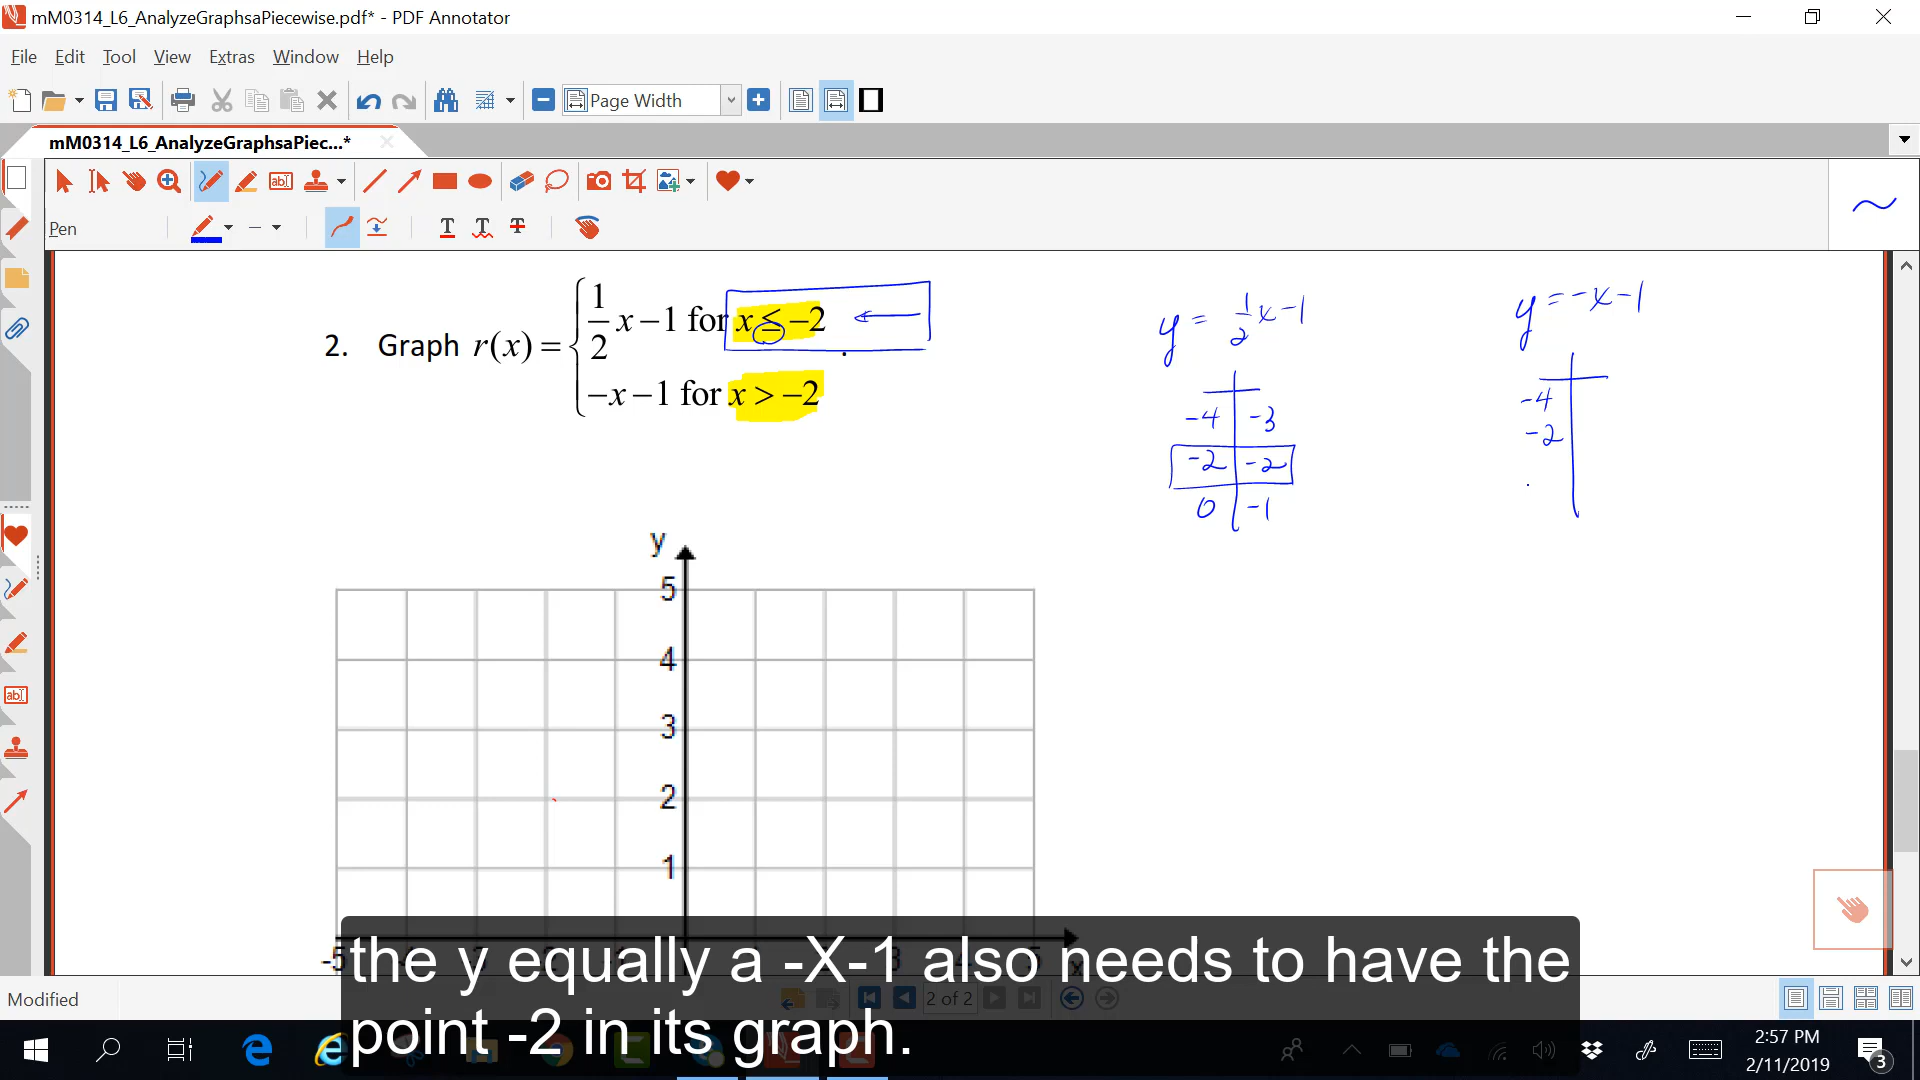 mM0314_L6_AnalyzeGraphsaPiecewise.pdf* - PDF Annotator
File Edit Tool View Extras Window Help
Page Width
mM0314_L6_AnalyzeGraphsaPiec...*
Pen
2. Graph r(x) = { 1/2 x − 1 for x ≤ −2
−x − 1 for x > −2
y = 1/2 x − 1
-4 -3
-2 -2
0 -1
y = -x - 1
-4
-2
y
5
4
3
2
1
-5
the y equally a -X-1 also needs to have the
point -2 in its graph.
Modified
2 of 2
2:57 PM
2/11/2019
3